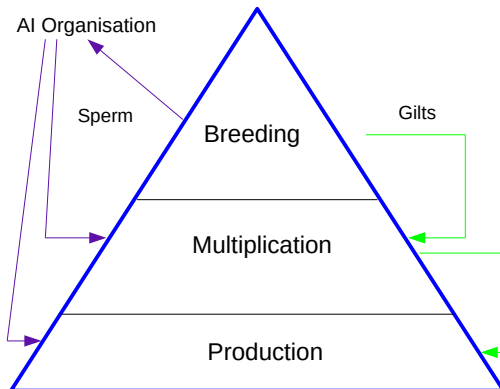 AI Organisation
Sperm
Gilts
Breeding
Multiplication
Production